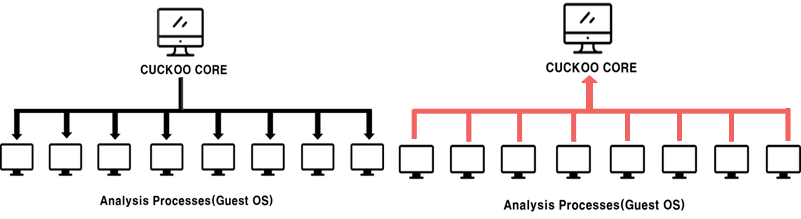 CUCKOO CORE
Analysis Processes(Guest OS)
CUCKOO CORE
Analysis Processes(Guest OS)